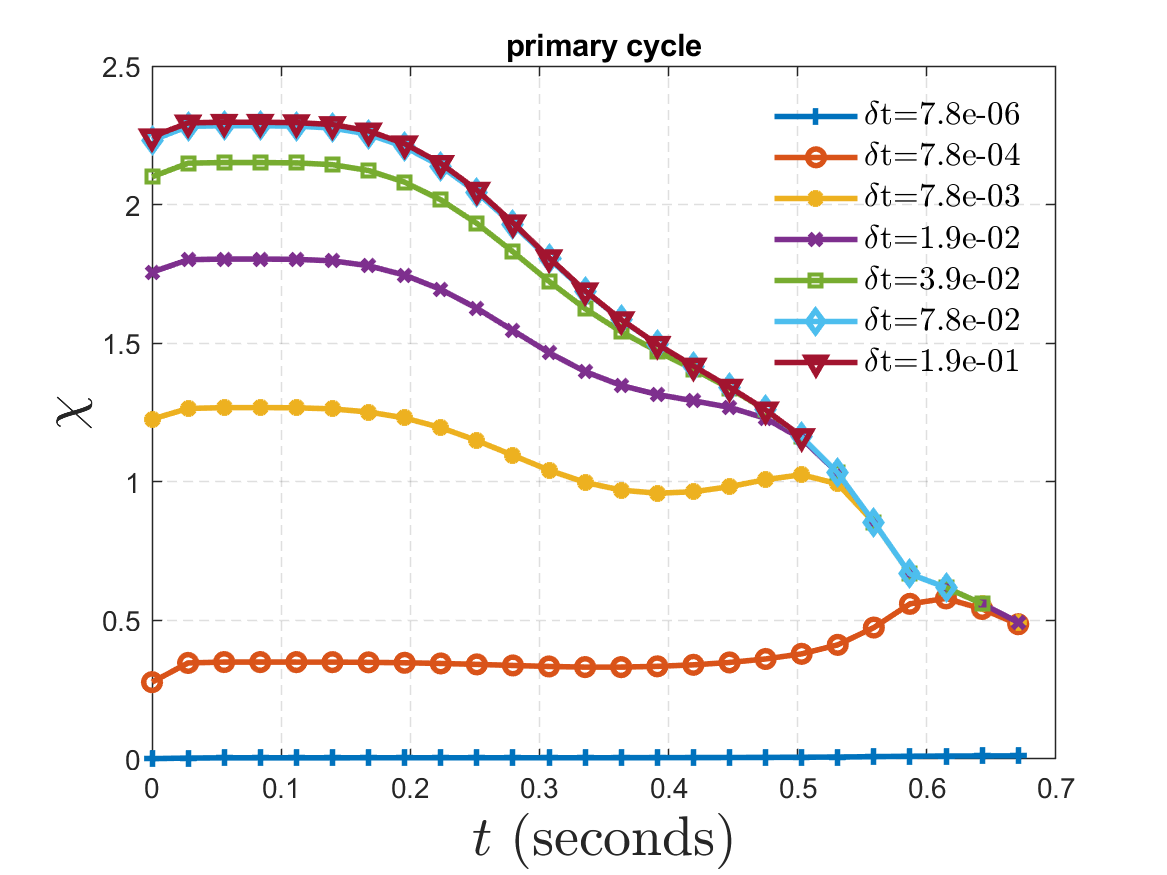 primary cycle
2.5
2
1.5
1
0.5
0
χ
δt=7.8e-06
δt=7.8e-04
δt=7.8e-03
δt=1.9e-02
δt=3.9e-02
δt=7.8e-02
δt=1.9e-01
0 0.1 0.2 0.3 0.4 0.5 0.6 0.7
t (seconds)